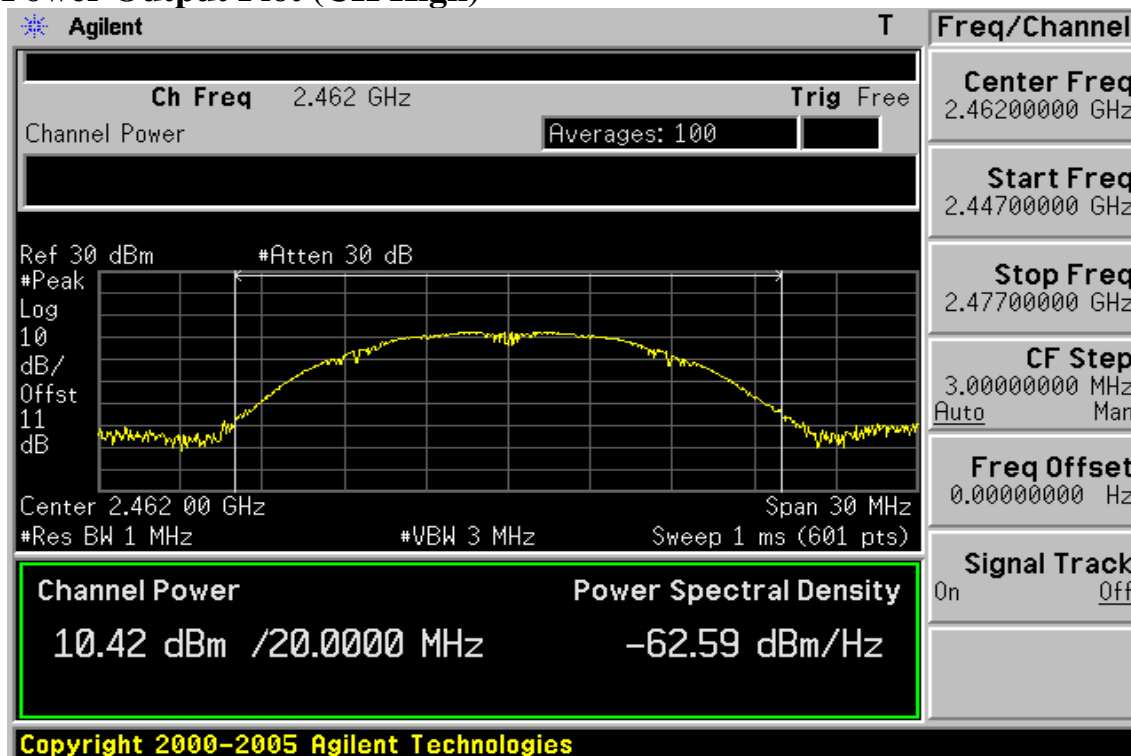 Power Output Plot (CH High)
Agilent T Freq/Channel
Ch Freq 2.462 GHz Trig Free
Channel Power Averages: 100
Center Freq
2.46200000 GHz
Start Freq
2.44700000 GHz
Stop Freq
2.47700000 GHz
CF Step
3.00000000 MHz
Auto Man
Freq Offset
0.00000000 Hz
Signal Track
On Off
Ref 30 dBm #Atten 30 dB
#Peak
Log
10
dB/
Offst
11
dB
Center 2.462 00 GHz Span 30 MHz
#Res BW 1 MHz #VBW 3 MHz Sweep 1 ms (601 pts)
Channel Power Power Spectral Density
10.42 dBm /20.0000 MHz -62.59 dBm/Hz
Copyright 2000-2005 Agilent Technologies